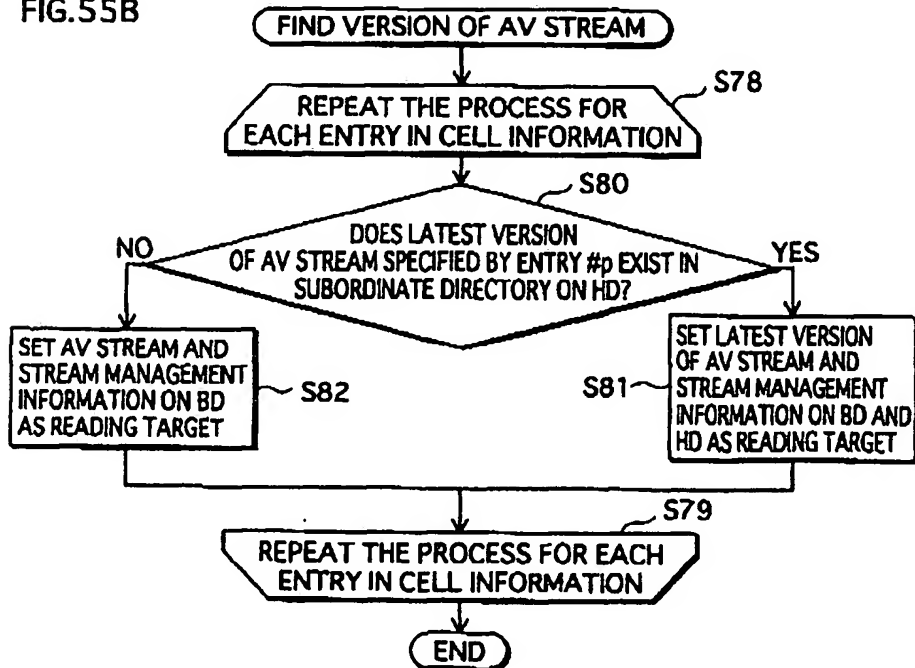 FIG.55B
FIND VERSION OF AV STREAM
S78
REPEAT THE PROCESS FOR
EACH ENTRY IN CELL INFORMATION
S80
DOES LATEST VERSION
OF AV STREAM SPECIFIED BY ENTRY #p EXIST IN
SUBORDINATE DIRECTORY ON HD?
NO
YES
SET AV STREAM AND
STREAM MANAGEMENT
INFORMATION ON BD
AS READING TARGET
S82
S81
SET LATEST VERSION
OF AV STREAM AND
STREAM MANAGEMENT
INFORMATION ON BD AND
HD AS READING TARGET
S79
REPEAT THE PROCESS FOR EACH
ENTRY IN CELL INFORMATION
END